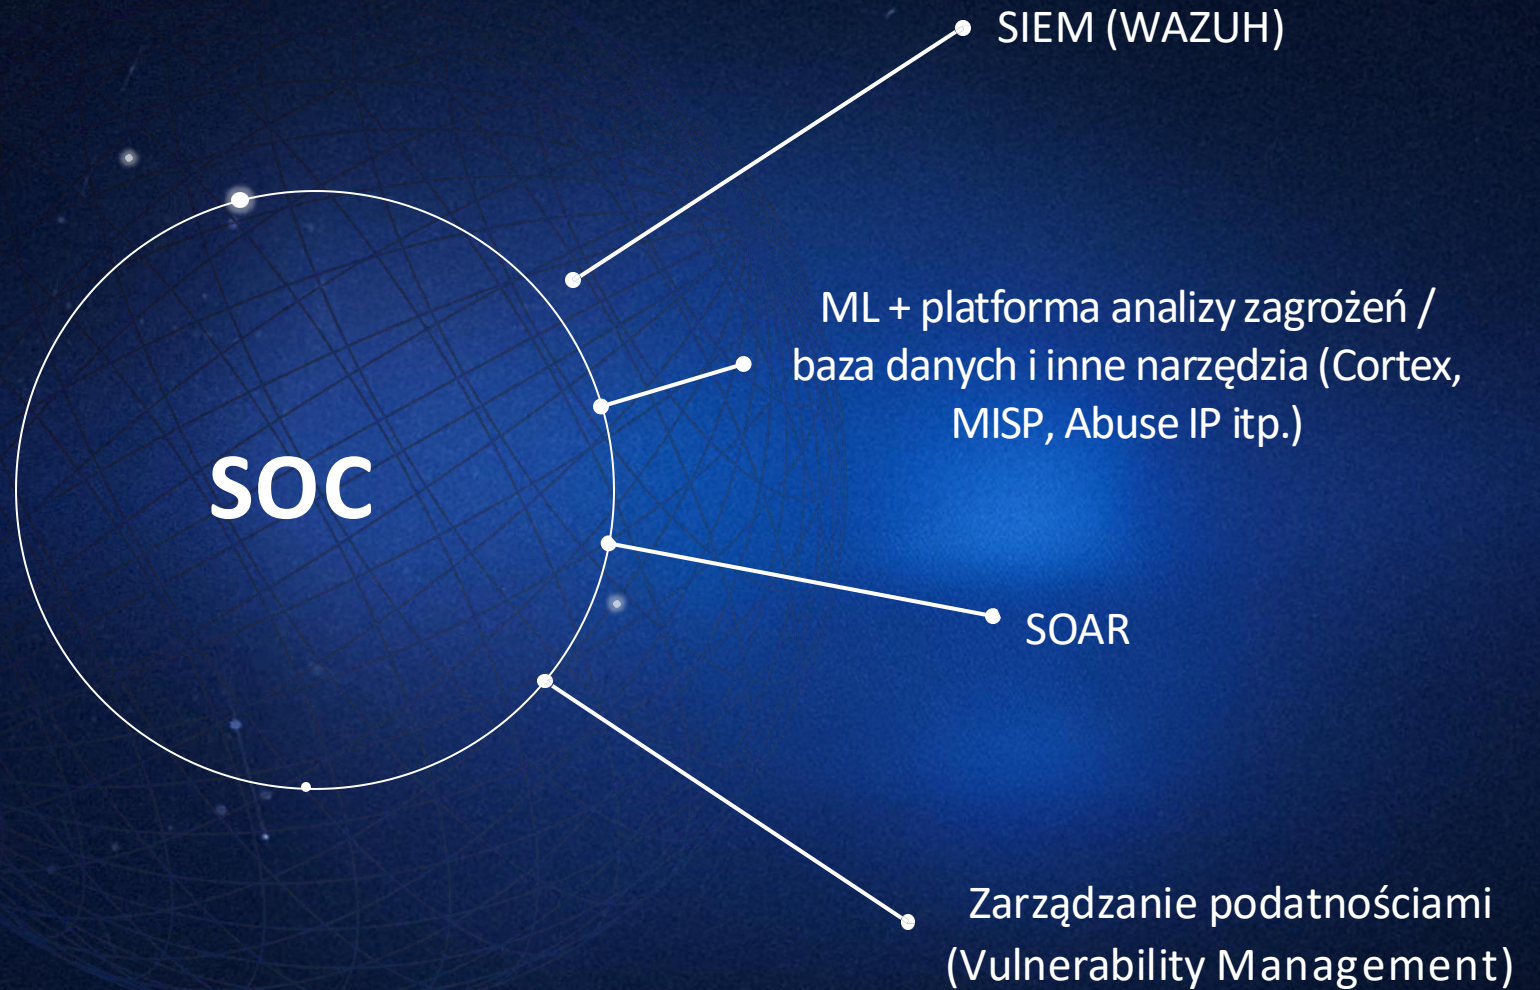 SIEM (WAZUH)
ML + platforma analizy zagrożeń /
baza danych i inne narzędzia (Cortex,
MISP, Abuse IP itp.)
SOC
SOAR
Zarządzanie podatnościami
(Vulnerability Management)